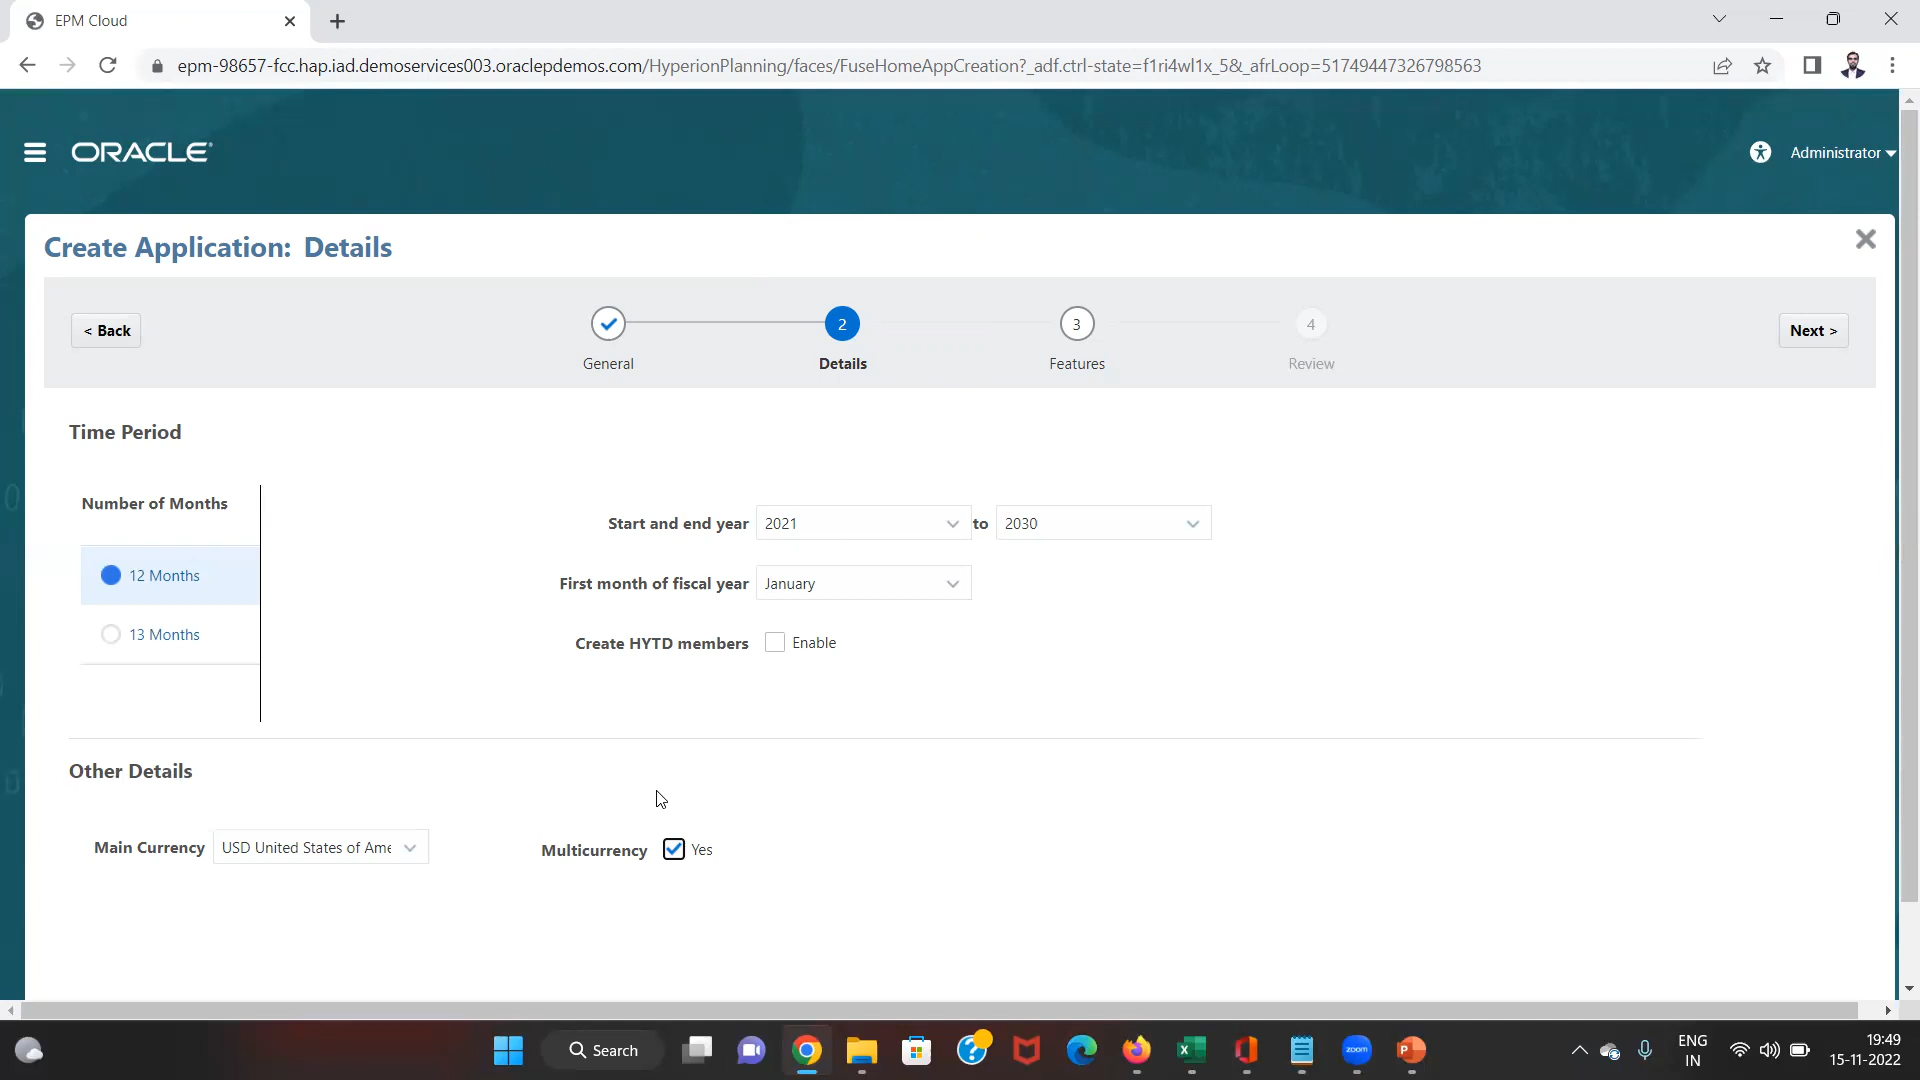 EPM Cloud
epm-98657-fcc.hap.iad.demoservices003.oraclepdemos.com/HyperionPlanning/faces/FuseHomeAppCreation?_adf.ctrl-state=f1ri4wl1x_5&_afrLoop=51749447326798563
ORACLE
Administrator
Create Application: Details
< Back
2
3
4
Next >
General
Details
Features
Review
Time Period
Number of Months
Start and end year 2021 to 2030
12 Months
First month of fiscal year January
13 Months
Create HYTD members Enable
Other Details
Main Currency USD United States of Ame
Multicurrency Yes
Search
zoom
ENG
IN
19:49
15-11-2022